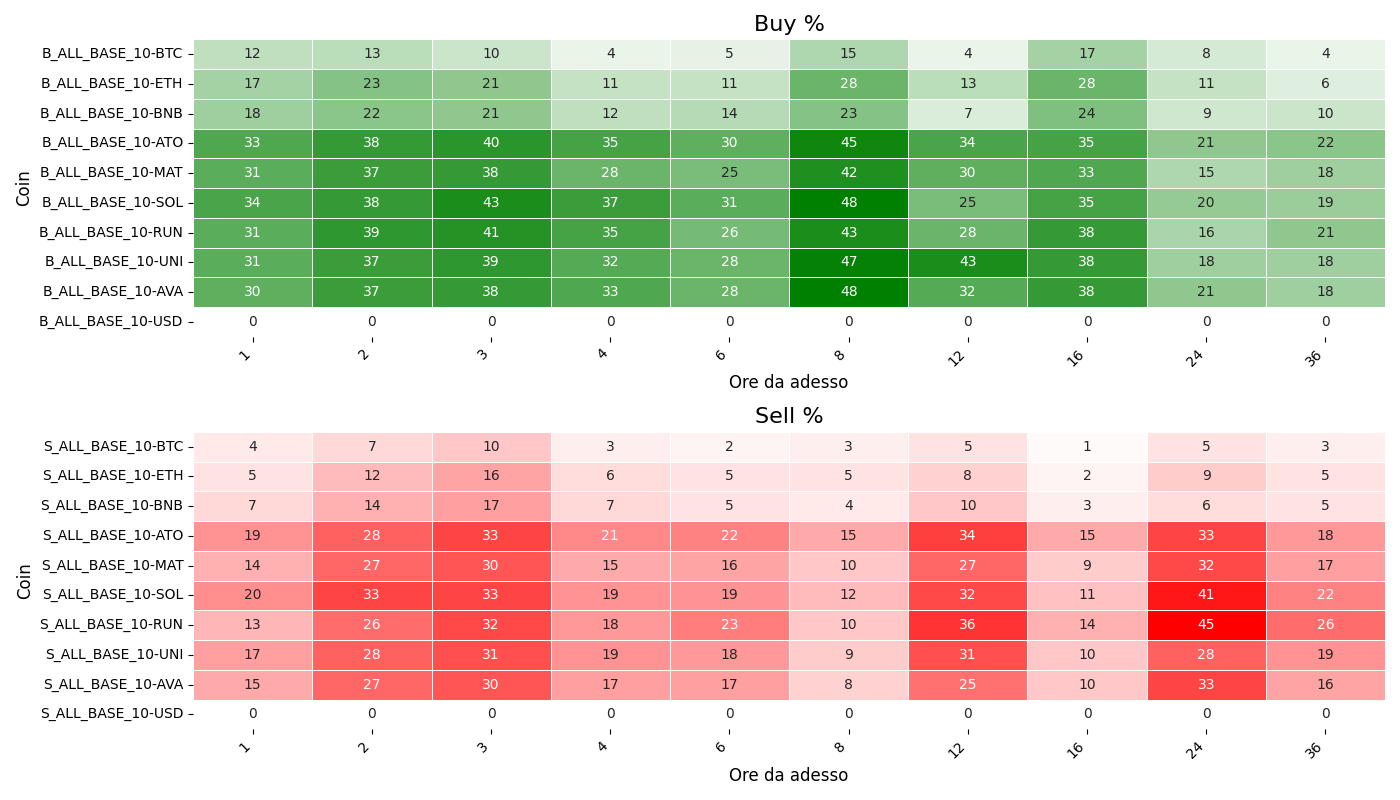 Buy %
Coin
B_ALL_BASE_10-BTC 12 13 10 4 5 15 4 17 8 4
B_ALL_BASE_10-ETH 17 23 21 11 11 28 13 28 11 6
B_ALL_BASE_10-BNB 18 22 21 12 14 23 7 24 9 10
B_ALL_BASE_10-ATO 33 38 40 35 30 45 34 35 21 22
B_ALL_BASE_10-MAT 31 37 38 28 25 42 30 33 15 18
B_ALL_BASE_10-SOL 34 38 43 37 31 48 25 35 20 19
B_ALL_BASE_10-RUN 31 39 41 35 26 43 28 38 16 21
B_ALL_BASE_10-UNI 31 37 39 32 28 47 43 38 18 18
B_ALL_BASE_10-AVA 30 37 38 33 28 48 32 38 21 18
B_ALL_BASE_10-USD 0 0 0 0 0 0 0 0 0 0
1 2 3 4 6 8 12 16 24 36
Ore da adesso
Sell %
Coin
S_ALL_BASE_10-BTC 4 7 10 3 2 3 5 1 5 3
S_ALL_BASE_10-ETH 5 12 16 6 5 5 8 2 9 5
S_ALL_BASE_10-BNB 7 14 17 7 5 4 10 3 6 5
S_ALL_BASE_10-ATO 19 28 33 21 22 15 34 15 33 18
S_ALL_BASE_10-MAT 14 27 30 15 16 10 27 9 32 17
S_ALL_BASE_10-SOL 20 33 33 19 19 12 32 11 41 22
S_ALL_BASE_10-RUN 13 26 32 18 23 10 36 14 45 26
S_ALL_BASE_10-UNI 17 28 31 19 18 9 31 10 28 19
S_ALL_BASE_10-AVA 15 27 30 17 17 8 25 10 33 16
S_ALL_BASE_10-USD 0 0 0 0 0 0 0 0 0 0
1 2 3 4 6 8 12 16 24 36
Ore da adesso